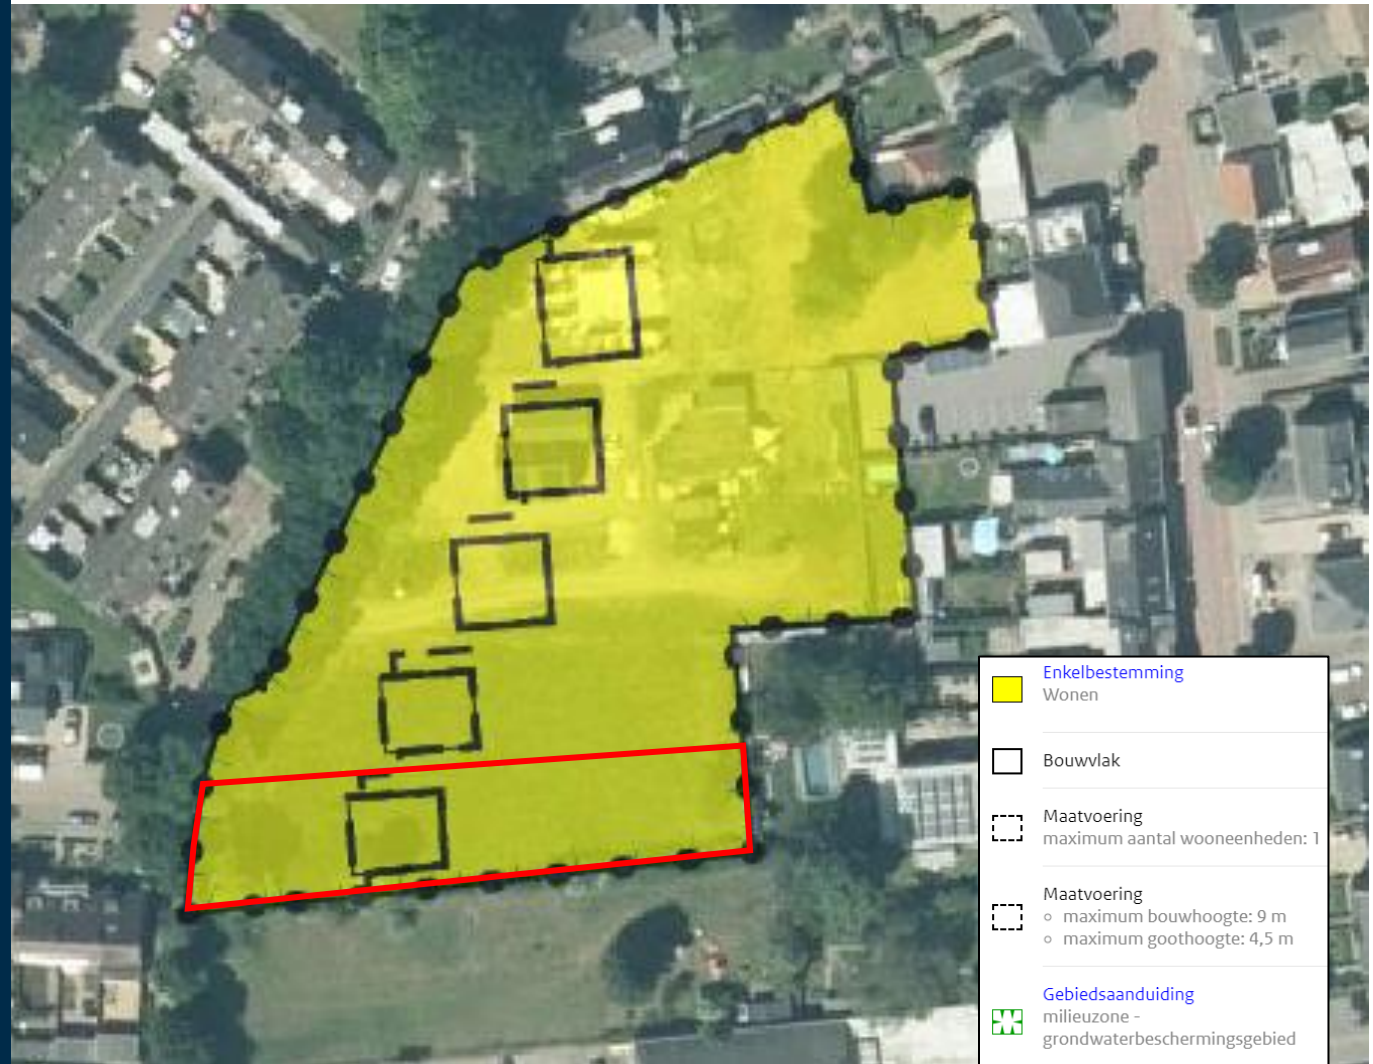 Enkelbestemming
Wonen
Bouwvlak
Maatvoering
maximum aantal wooneenheden: 1
Maatvoering
maximum bouwhoogte: 9 m
maximum goothoogte: 4,5 m
Gebiedsaanduiding
milieuzone -
grondwaterbeschermingsgebied